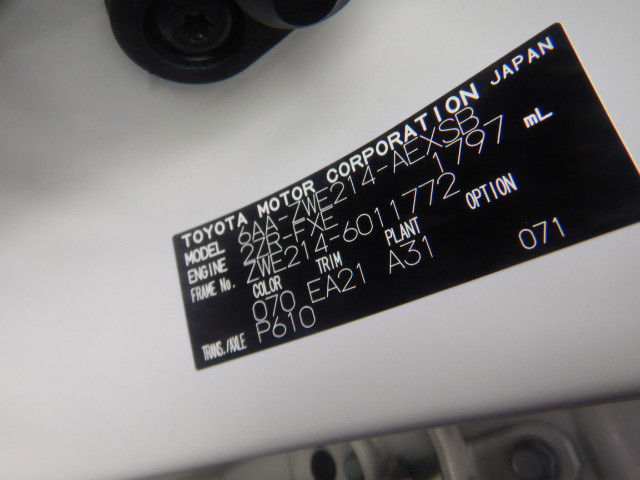 TOYOTA MOTOR CORPORATION JAPAN
MODEL 6AA-ZWE214-AEXSB
ENGINE 2ZR-FXE 1797 mL
FRAME No. ZWE214-6011772
COLOR TRIM PLANT OPTION
070 EA21 A31 071
TRANS./AXLE P610